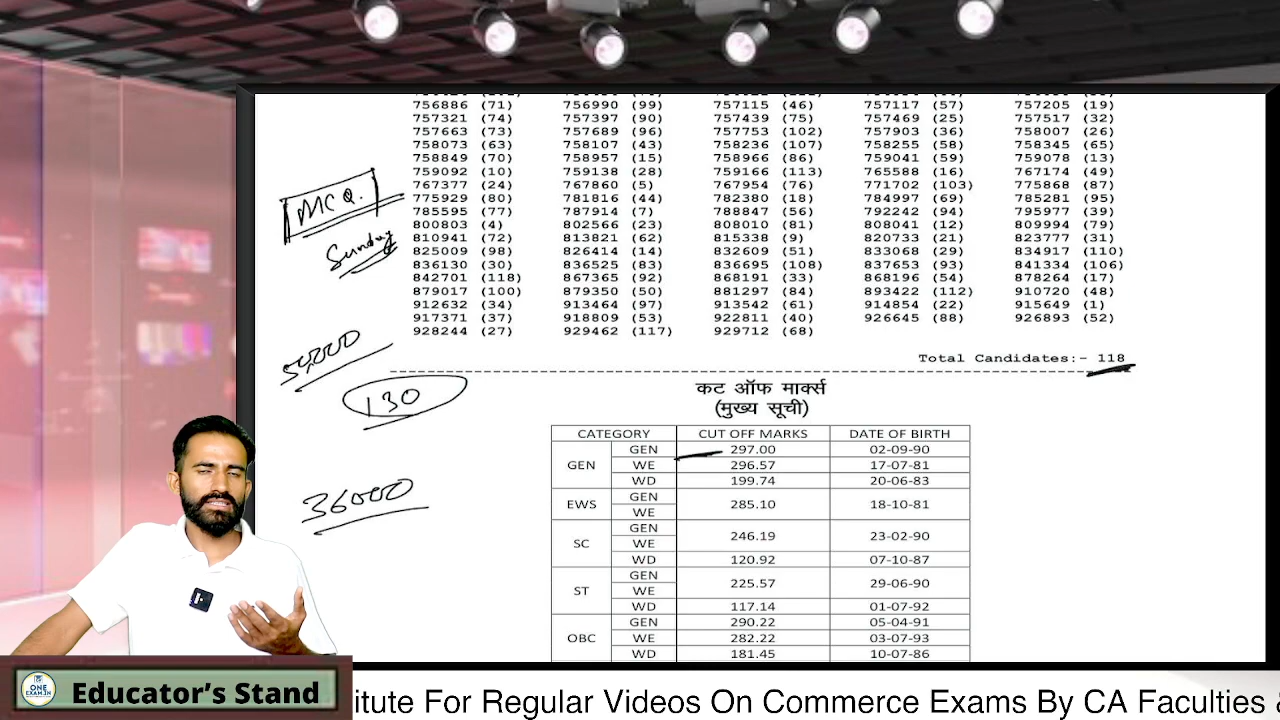 756886 (71) 756990 (99) 757115 (46) 757117 (57) 757205 (19)
757321 (74) 757397 (90) 757439 (75) 757469 (25) 757517 (32)
757663 (73) 757689 (96) 757753 (102) 757903 (36) 758007 (26)
758073 (63) 758107 (43) 758236 (107) 758255 (58) 758345 (65)
758849 (70) 758957 (15) 758966 (86) 759041 (59) 759078 (13)
759092 (10) 759138 (28) 759166 (113) 765588 (16) 767174 (49)
767377 (24) 767860 (5) 767954 (76) 771702 (103) 775868 (87)
775929 (80) 781816 (44) 782380 (18) 784997 (69) 785281 (95)
785595 (77) 787914 (7) 788847 (56) 792242 (94) 795977 (39)
800803 (4) 802566 (23) 808010 (81) 808041 (12) 809994 (79)
810941 (72) 813821 (62) 815338 (9) 820733 (21) 823777 (31)
825009 (98) 826414 (14) 832609 (51) 833068 (29) 834917 (110)
836130 (30) 836525 (83) 836695 (108) 837653 (93) 841334 (106)
842701 (118) 867365 (92) 868191 (33) 868196 (54) 878264 (17)
879017 (100) 879350 (50) 881297 (84) 893422 (112) 910720 (48)
912632 (34) 913464 (97) 913542 (61) 914854 (22) 915649 (1)
917371 (37) 918809 (53) 922811 (40) 926645 (88) 926893 (52)
928244 (27) 929462 (117) 929712 (68)
MCQ.
Sunday
130
36000
Total Candidates:- 118
कट ऑफ मार्क्स
(मुख्य सूची)
CATEGORY CUT OFF MARKS DATE OF BIRTH
GEN GEN 297.00 02-09-90
WE 296.57 17-07-81
WD 199.74 20-06-83
EWS GEN WE 285.10 18-10-81
SC GEN WE 246.19 23-02-90
WD 120.92 07-10-87
ST GEN WE 225.57 29-06-90
WD 117.14 01-07-92
OBC GEN 290.22 05-04-91
WE 282.22 03-07-93
WD 181.45 10-07-86
ONE
EXAM.IN
Educator's Stand
itute For Regular Videos On Commerce Exams By CA Faculties &